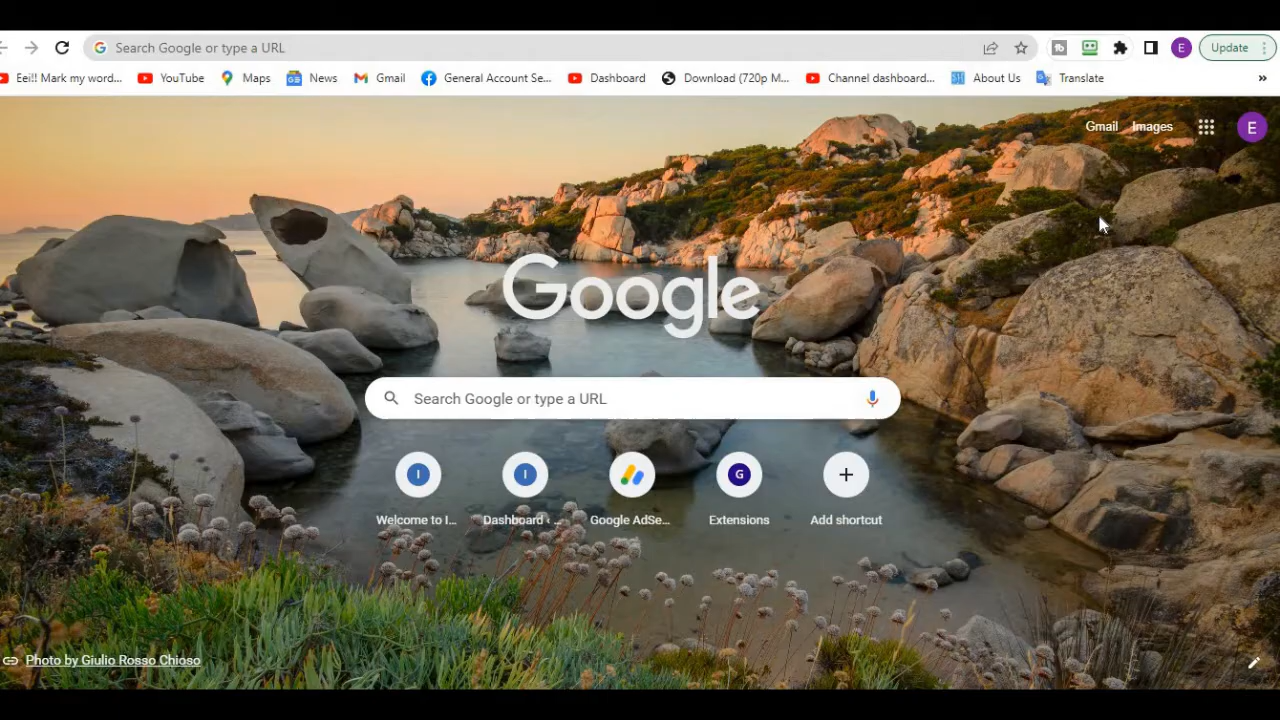 Search Google or type a URL
E
Update
Eei!! Mark my word...
YouTube
Maps
News
Gmail
General Account Se...
Dashboard
Download (720p M...
Channel dashboard...
About Us
Translate
»
Gmail
Images
E
Google
Search Google or type a URL
I
I
G
Welcome to I...
Dashboard ‹ ...
Google AdSe...
Extensions
Add shortcut
Photo by Giulio Rosso Chioso